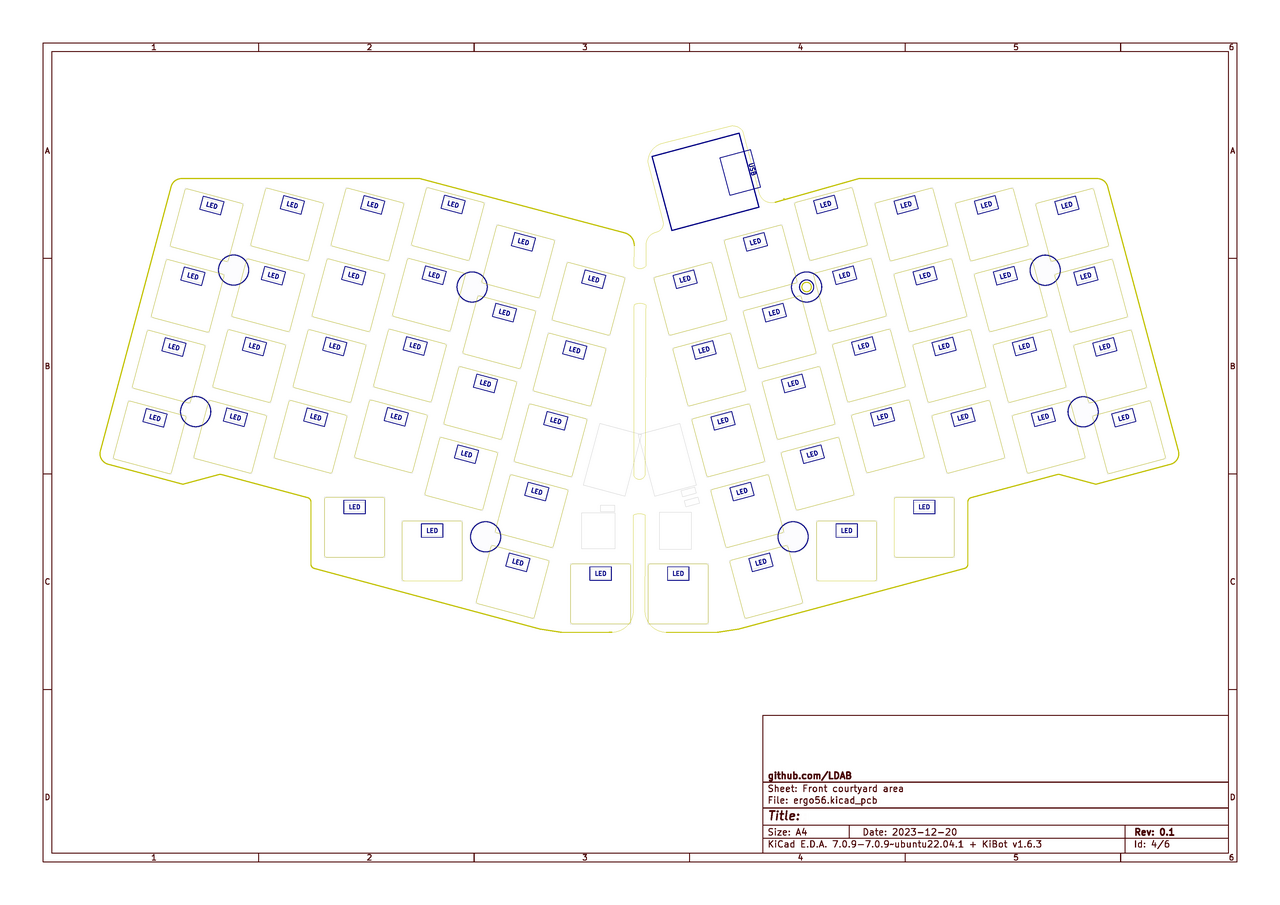 1 2 3 4 5 6
A A
USB
LED LED LED LED LED LED LED LED
LED LED
LED LED LED LED LED LED LED LED LED LED
LED LED
LED LED LED LED LED LED LED LED LED LED
B B
LED LED
LED LED LED LED LED LED LED LED LED LED
LED LED
LED LED
LED LED
LED LED
LED LED
LED LED
C C
github.com/LDAB
Sheet: Front courtyard area
D D
File: ergo56.kicad_pcb
Title:
Size: A4 Date: 2023-12-20 Rev: 0.1
KiCad E.D.A. 7.0.9-7.0.9~ubuntu22.04.1 + KiBot v1.6.3 Id: 4/6
1 2 3 4 5 6